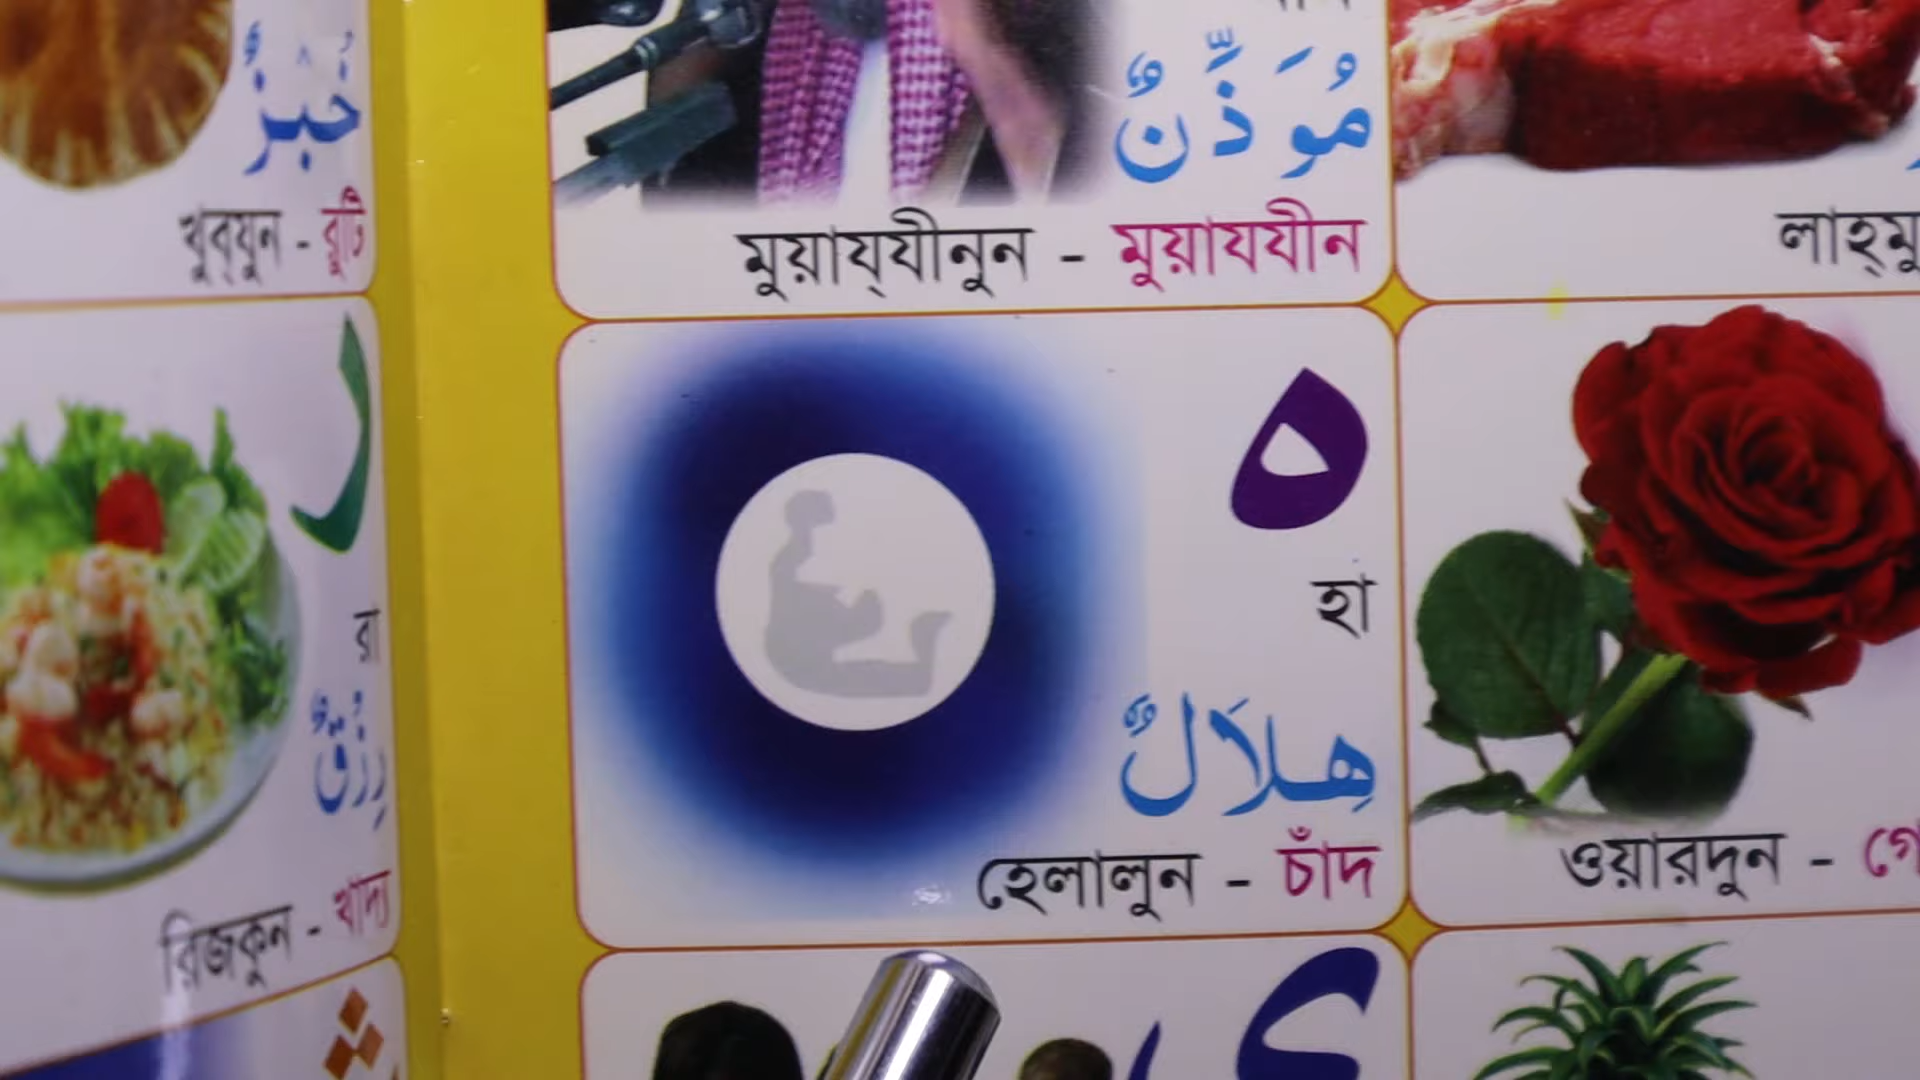 خُبْزٌ
খুব্যুন - রুটি
مُوَذِّنٌ
মুয়ায্যীনুন - মুয়াযযীন
ر
রা
رِزْقٌ
রিজকুন - খাদ্য
ه
হা
هِلَالٌ
হেলালুন - চাঁদ
লাহ্মু
ওয়ারদুন - গো
ي